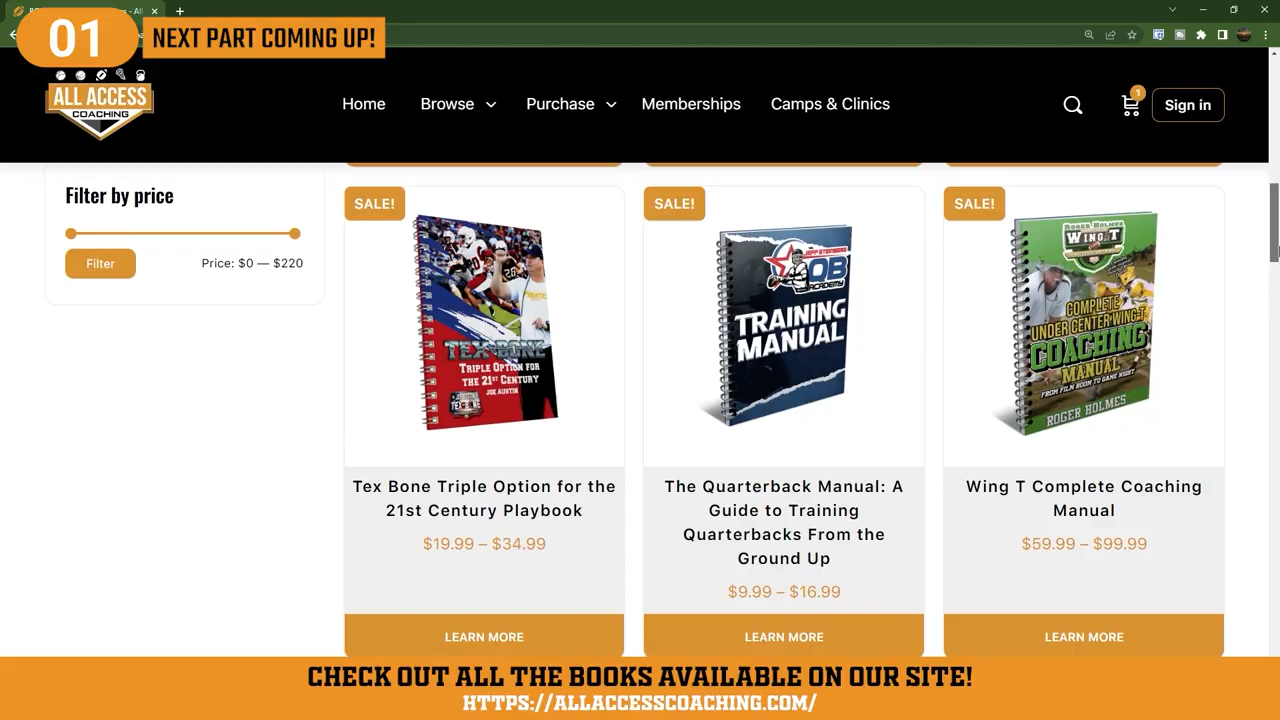 01
NEXT PART COMING UP!
ALL ACCESS
COACHING
Home
Browse
Purchase
Memberships
Camps & Clinics
1
Sign in
Filter by price
Filter
Price: $0 — $220
SALE!
TEX BONE
TRIPLE OPTION FOR
THE 21ST CENTURY
JOE AUSTIN
Tex Bone Triple Option for the
21st Century Playbook
$19.99 – $34.99
LEARN MORE
SALE!
JEFF STEINBERG
QB
ACADEMY
TRAINING
MANUAL
The Quarterback Manual: A
Guide to Training
Quarterbacks From the
Ground Up
$9.99 – $16.99
LEARN MORE
SALE!
ROGER HOLMES
WING T
COMPLETE
UNDER CENTER WING-T
COACHING
MANUAL
FROM FILM ROOM TO GAME NIGHT
ROGER HOLMES
Wing T Complete Coaching
Manual
$59.99 – $99.99
LEARN MORE
CHECK OUT ALL THE BOOKS AVAILABLE ON OUR SITE!
HTTPS://ALLACCESSCOACHING.COM/